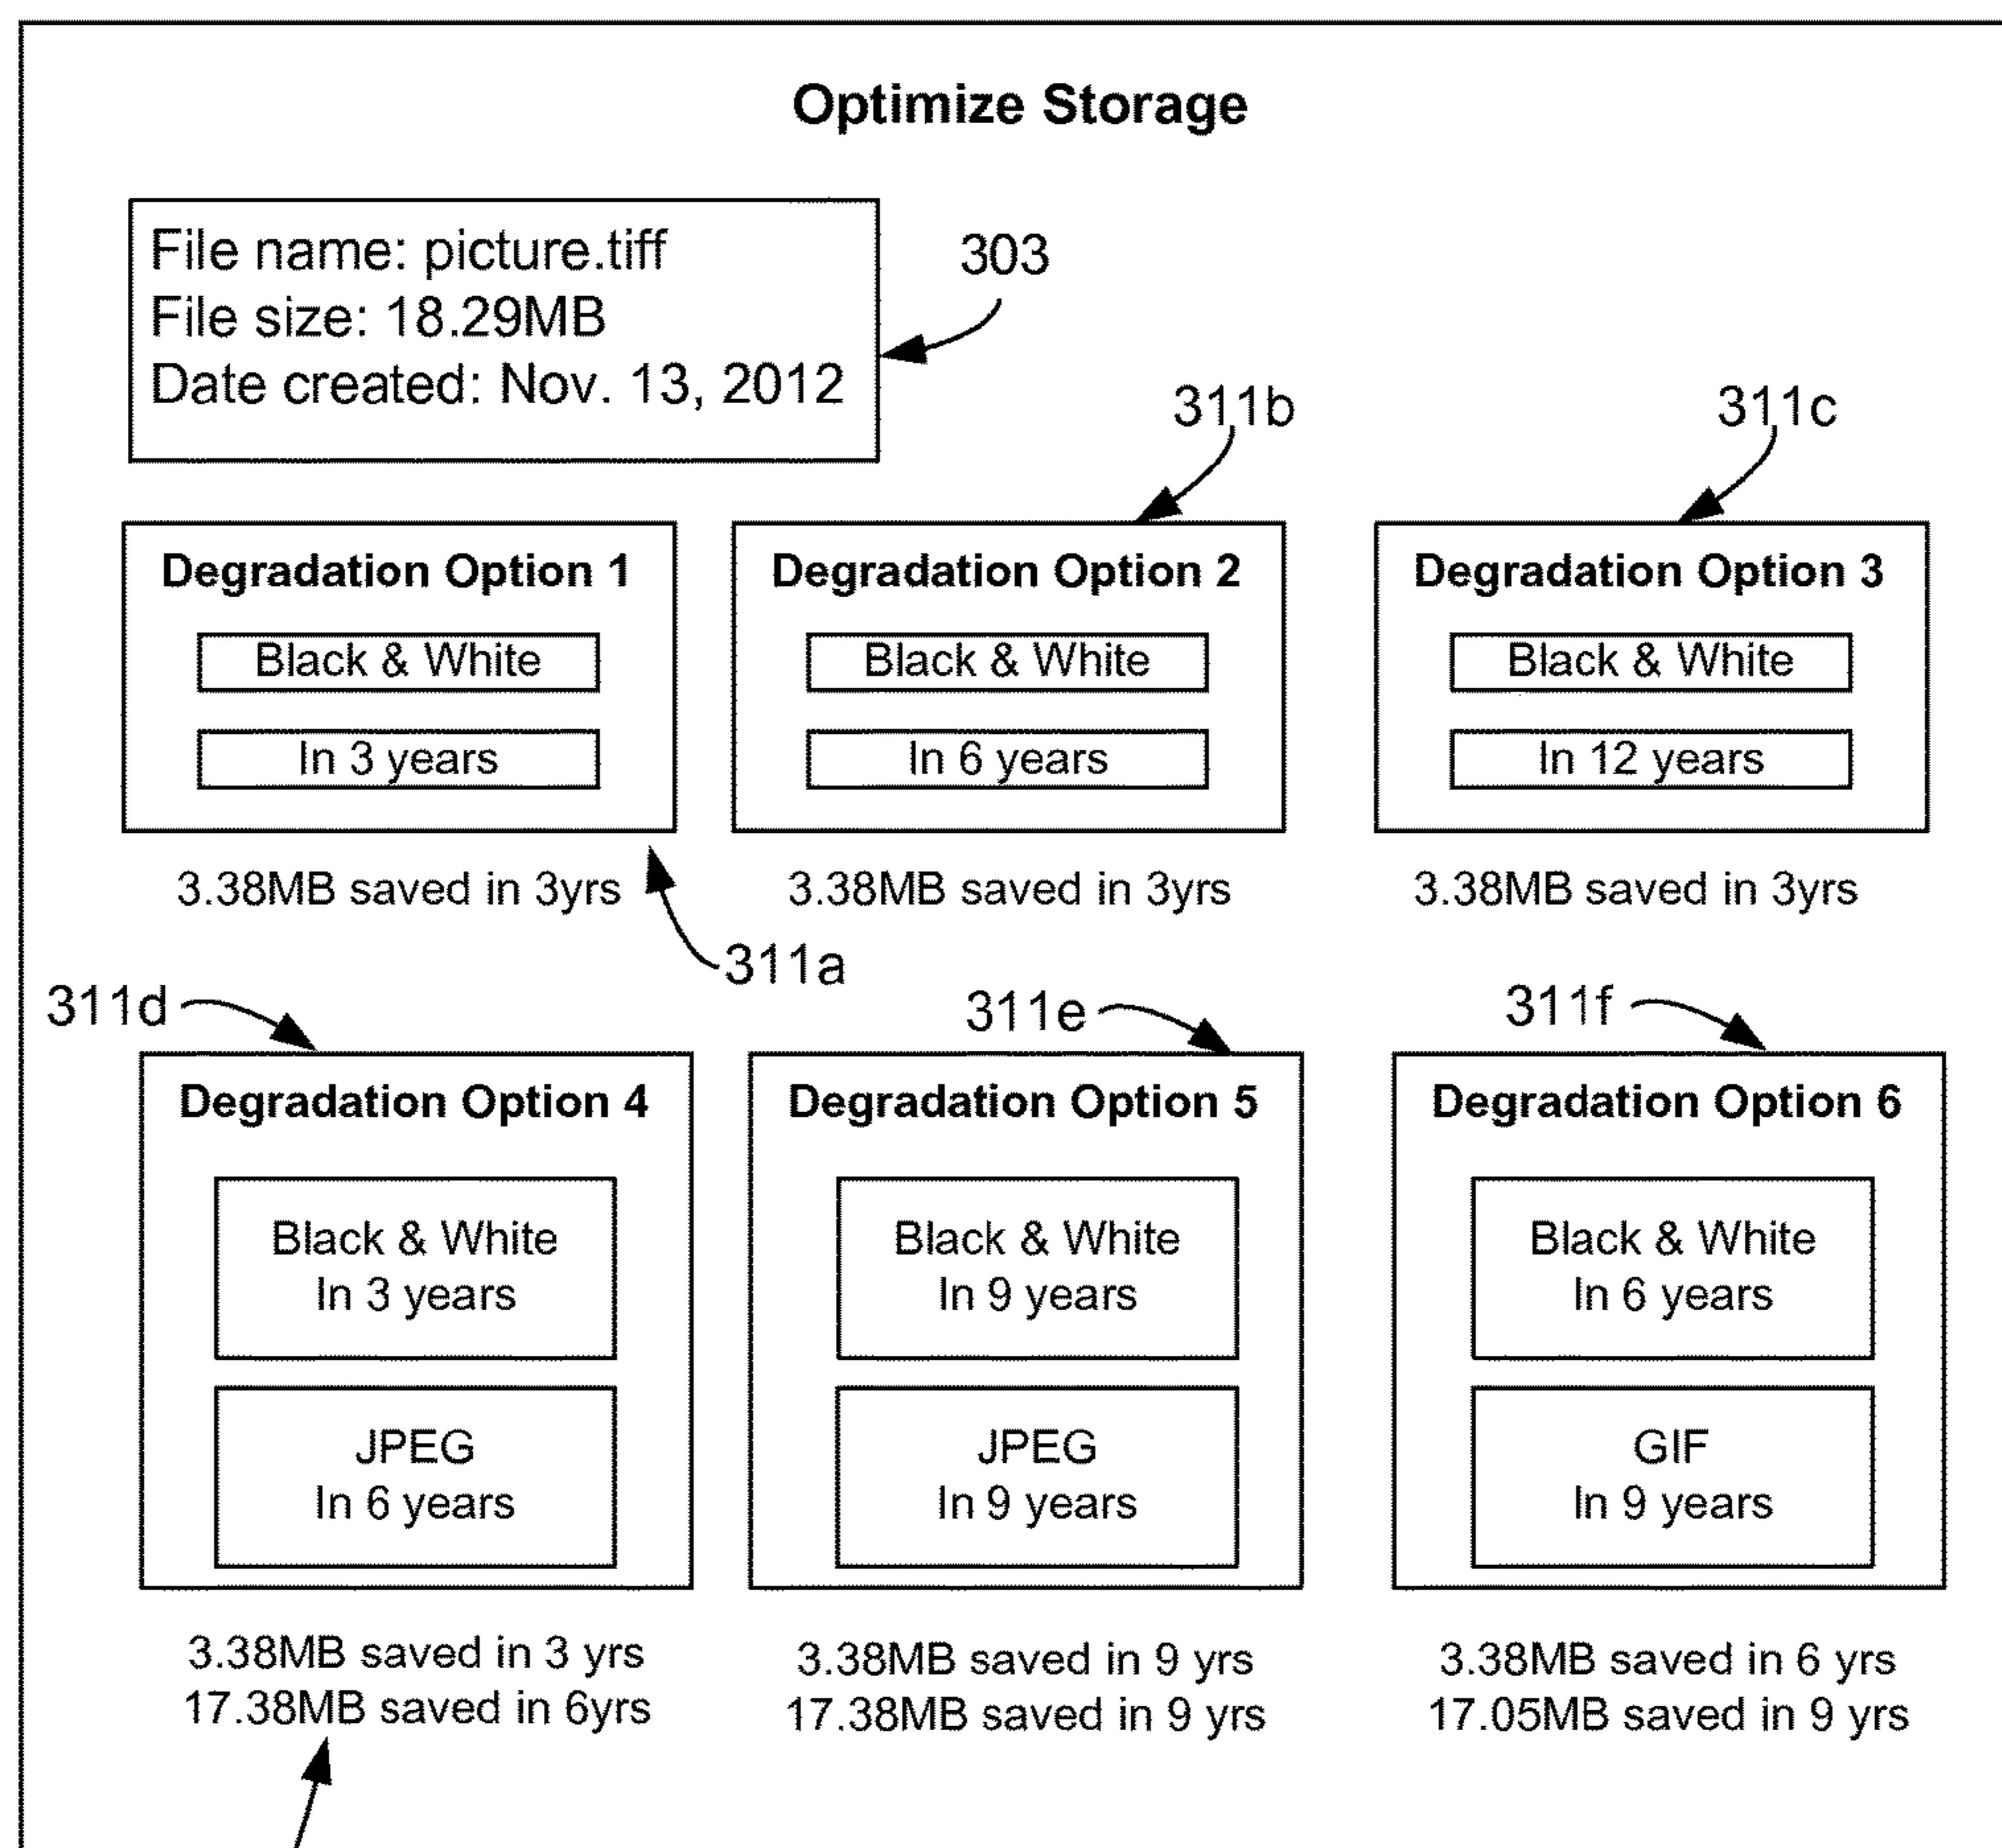 Optimize Storage
File name: picture.tiff
File size: 18.29MB
Date created: Nov. 13, 2012
303
311b
311c
Degradation Option 1
Black & White
In 3 years
3.38MB saved in 3yrs
311a
Degradation Option 2
Black & White
In 6 years
3.38MB saved in 3yrs
Degradation Option 3
Black & White
In 12 years
3.38MB saved in 3yrs
311d
311e
311f
Degradation Option 4
Black & White
In 3 years
JPEG
In 6 years
3.38MB saved in 3 yrs
17.38MB saved in 6yrs
Degradation Option 5
Black & White
In 9 years
JPEG
In 9 years
3.38MB saved in 9 yrs
17.38MB saved in 9 yrs
Degradation Option 6
Black & White
In 6 years
GIF
In 9 years
3.38MB saved in 6 yrs
17.05MB saved in 9 yrs